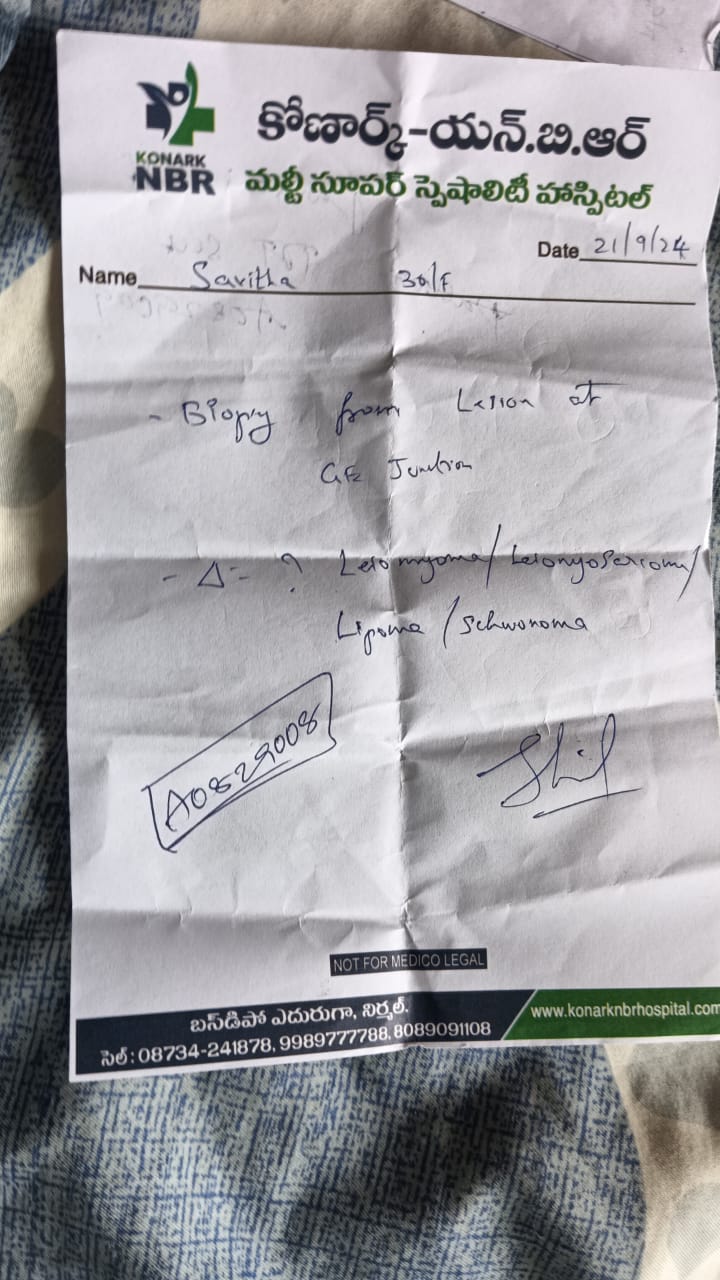 KONARK
NBR
కోణార్క్-యన్.బి.ఆర్
మల్టీ సూపర్ స్పెషాలిటీ హాస్పిటల్
Date 21/9/24
Name Savitha 30/F
- Biopsy from Lesion at
GE Junction
- Δ- ? Leiomyoma/Leiomyosarcoma/
Lipoma/Schwonoma
A0829008
NOT FOR MEDICO LEGAL
బస్‌డిపో ఎదురుగా, నిర్మల్.
సెల్ : 08734-241878, 9989777788, 8089091108
www.konarknbrhospital.com